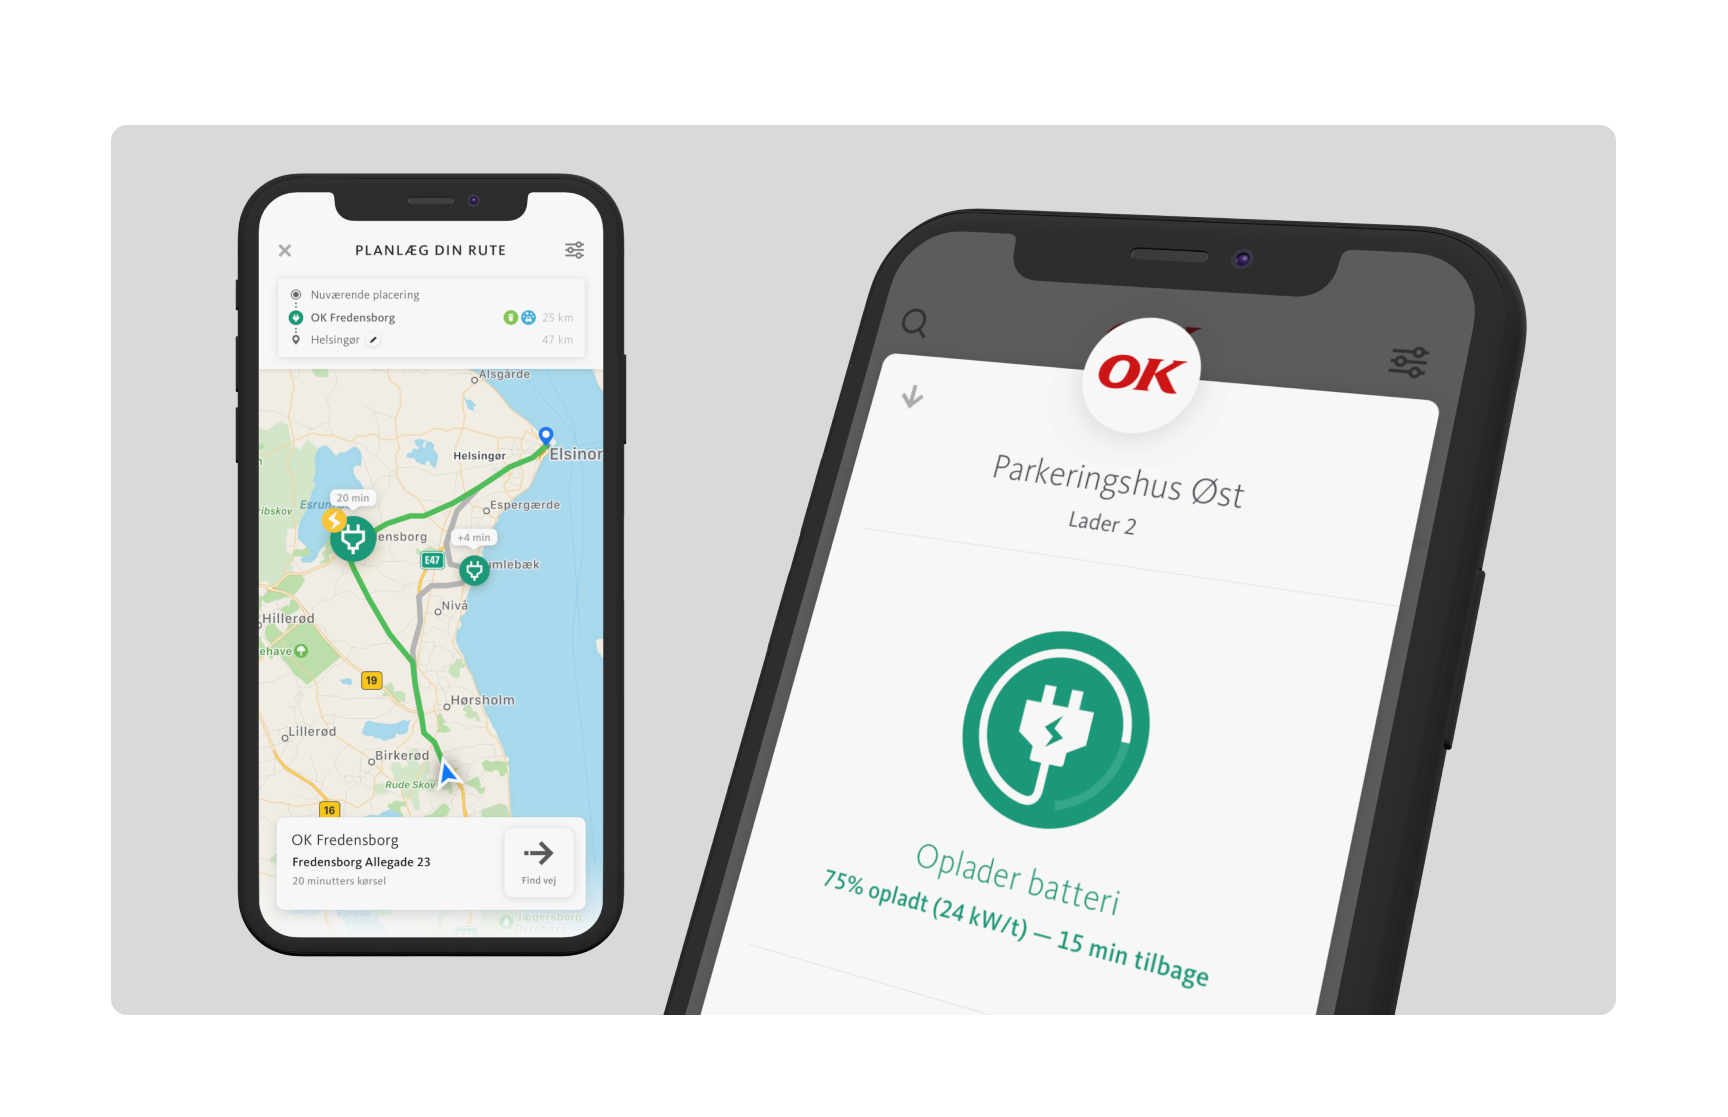 PLANLÆG DIN RUTE
Nuværende placering
OK Fredensborg
25 km
Helsingør
47 km
Alsgårde
Helsingør
Elsinor
20 min
Esrum
ribskov
Espergærde
ensborg
+4 min
E47
mlebæk
Nivå
Hillerød
ehave
19
Hørsholm
Lillerød
Birkerød
Rude Skov
16
OK Fredensborg
Fredensborg Allegade 23
20 minutters kørsel
Find vej
Furesø
Jægersborg
Dyrehave
OK
Parkeringshus Øst
Lader 2
Oplader batteri
75% opladt (24 kW/t) — 15 min tilbage